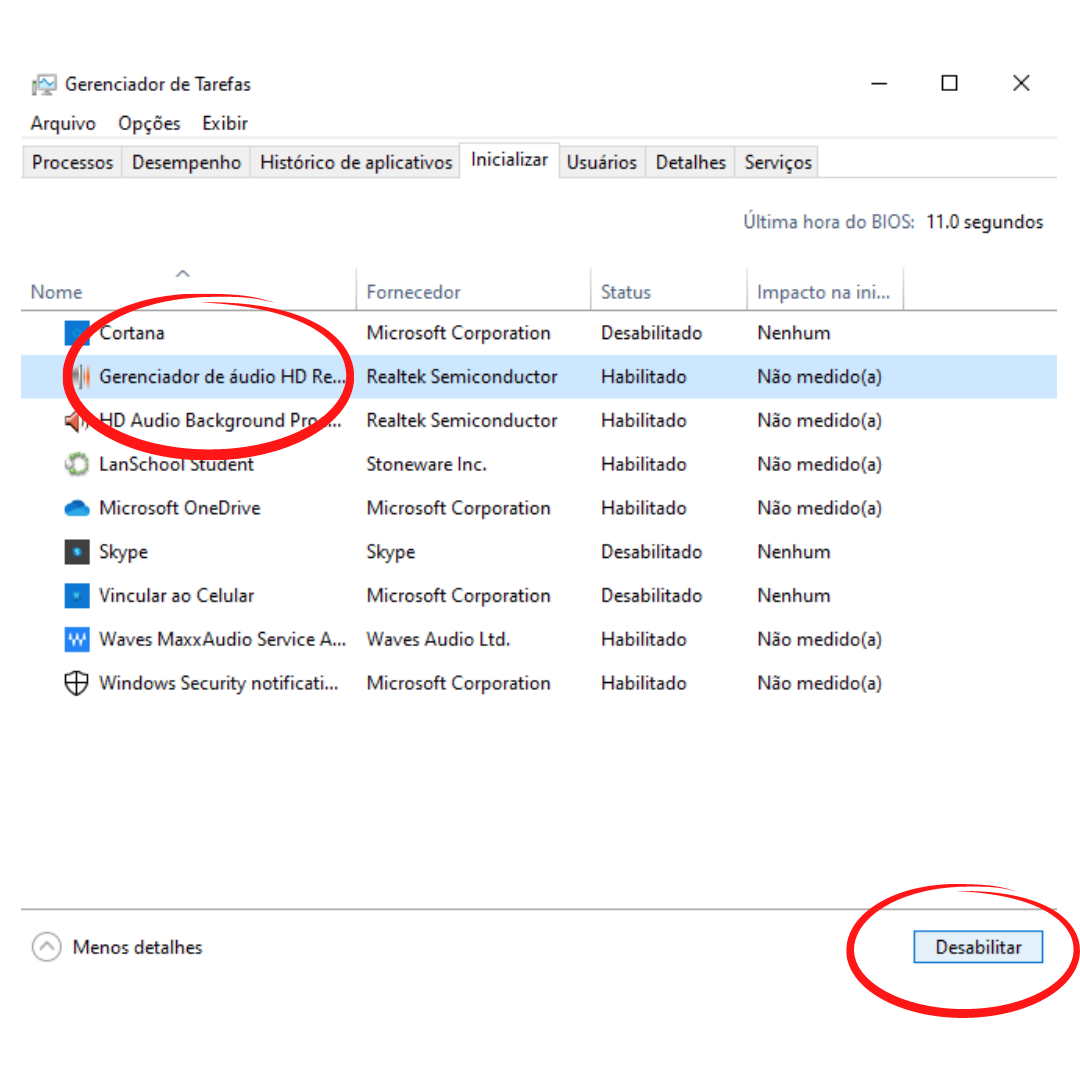 Gerenciador de Tarefas
Arquivo Opções Exibir
Processos Desempenho Histórico de aplicativos Inicializar Usuários Detalhes Serviços
Última hora do BIOS: 11.0 segundos
Nome Fornecedor Status Impacto na ini...
Cortana Microsoft Corporation Desabilitado Nenhum
Gerenciador de áudio HD Re... Realtek Semiconductor Habilitado Não medido(a)
HD Audio Background Pro... Realtek Semiconductor Habilitado Não medido(a)
LanSchool Student Stoneware Inc. Habilitado Não medido(a)
Microsoft OneDrive Microsoft Corporation Habilitado Não medido(a)
Skype Skype Desabilitado Nenhum
Vincular ao Celular Microsoft Corporation Desabilitado Nenhum
Waves MaxxAudio Service A... Waves Audio Ltd. Habilitado Não medido(a)
Windows Security notificati... Microsoft Corporation Habilitado Não medido(a)
Menos detalhes Desabilitar